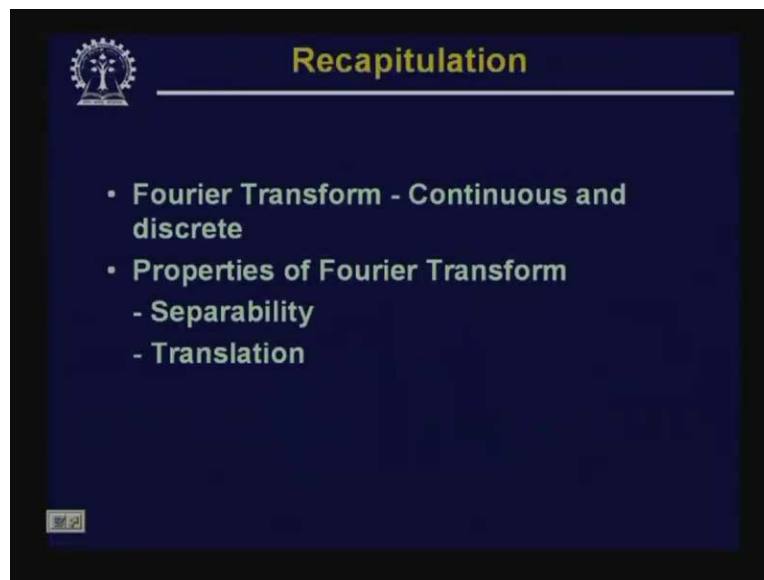 Recapitulation
• Fourier Transform - Continuous and
discrete
• Properties of Fourier Transform
- Separability
- Translation